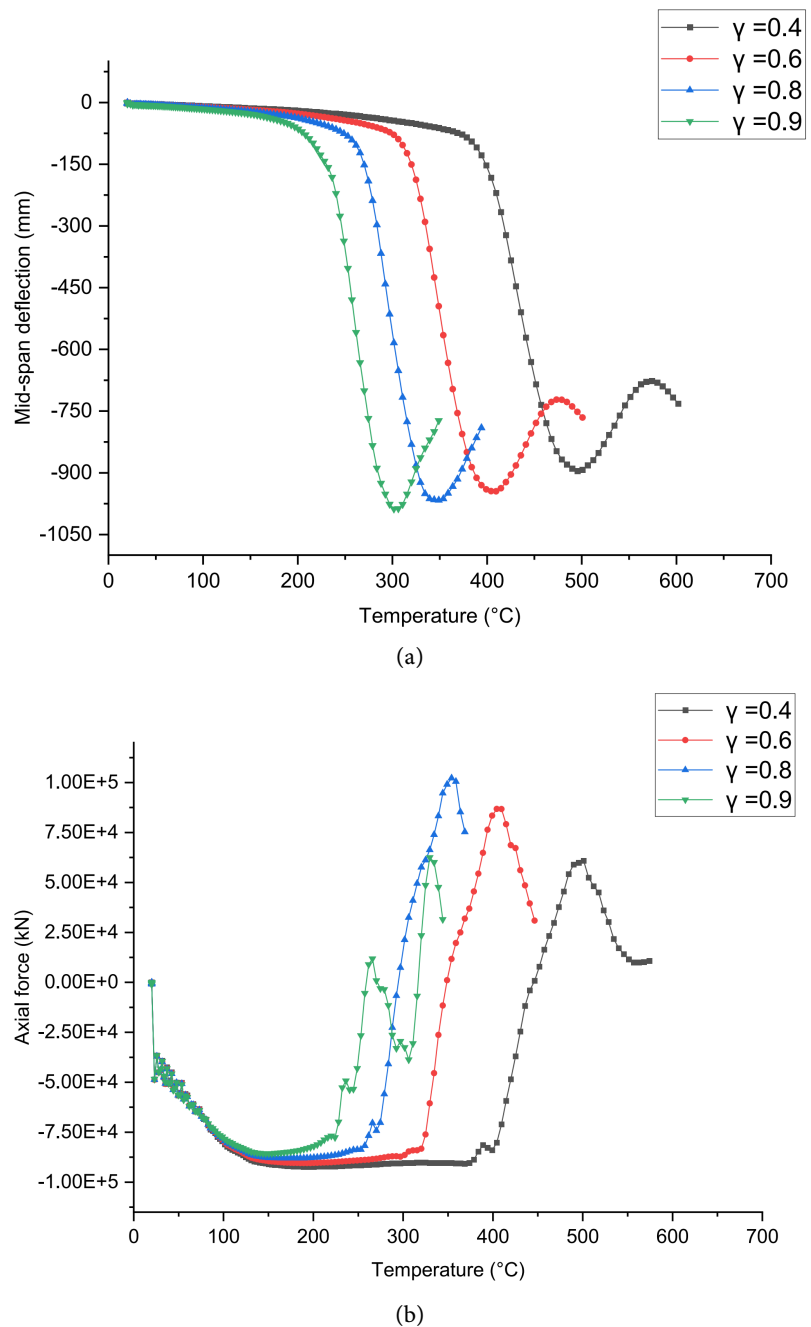 γ =0.4
γ =0.6
γ =0.8
γ =0.9
0
-150
-300
-450
-600
-750
-900
-1050
Mid-span deflection (mm)
0 100 200 300 400 500 600 700
Temperature (°C)
(a)
γ =0.4
γ =0.6
γ =0.8
γ =0.9
1.00E+5
7.50E+4
5.00E+4
2.50E+4
0.00E+0
-2.50E+4
-5.00E+4
-7.50E+4
-1.00E+5
Axial force (kN)
0 100 200 300 400 500 600 700
Temperature (°C)
(b)